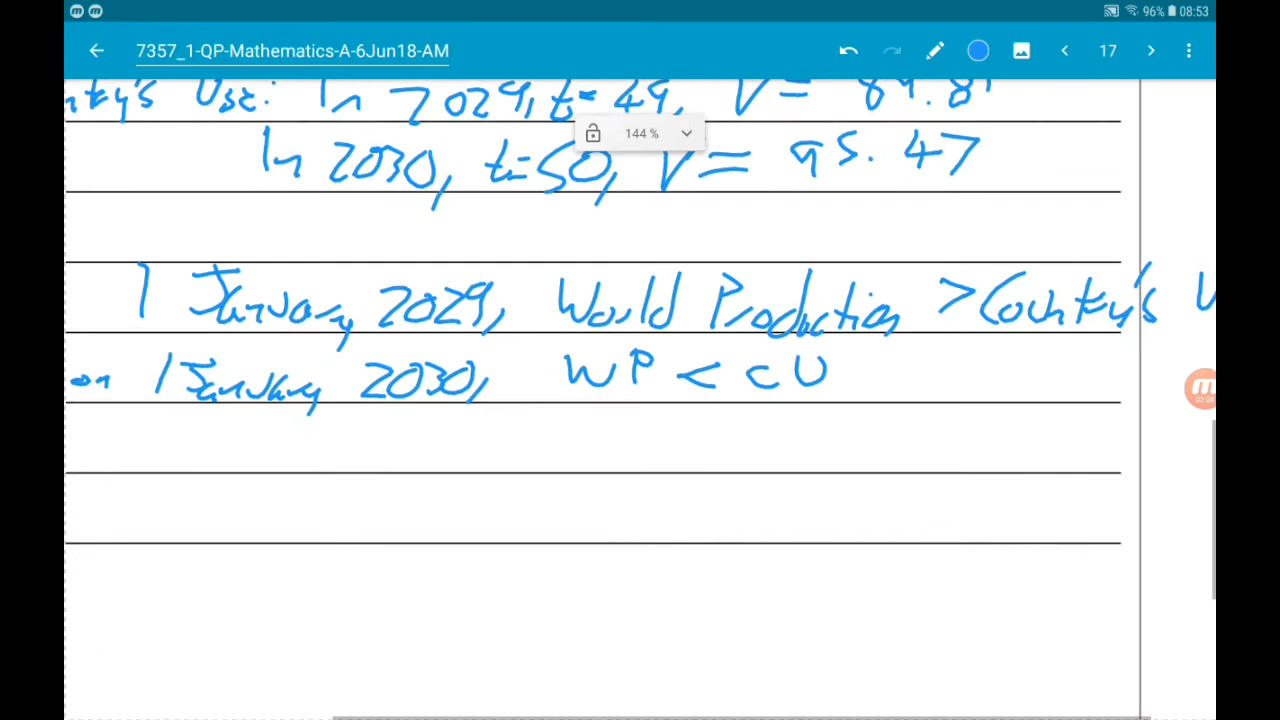 96% 08:53
7357_1-QP-Mathematics-A-6Jun18-AM
17
Use: In 2029, t=49, V = 89.81
144 %
In 2030, t=50, V = 95.47
1 January 2029, World Production > Country's U
on 1 January 2030, WP < CU